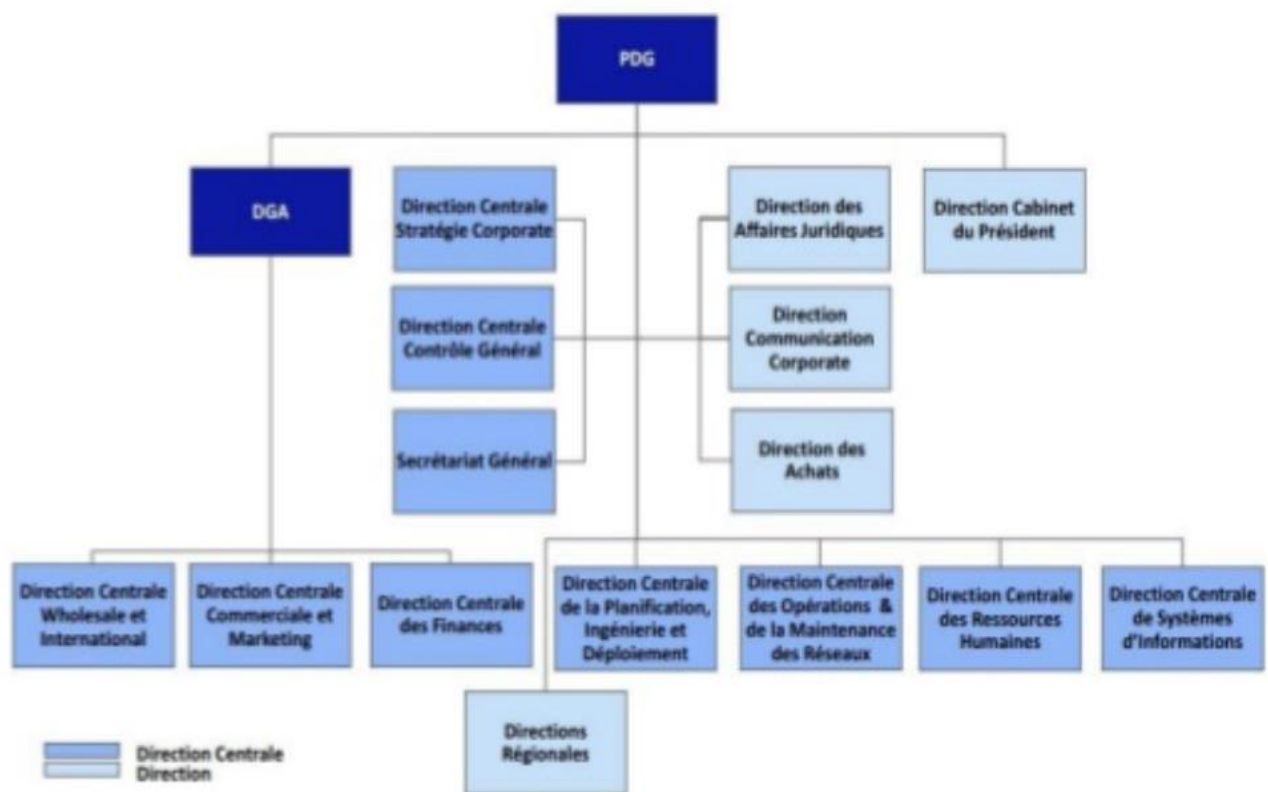 PDG
DGA
Direction Centrale
Stratégie Corporate
Direction des
Affaires Juridiques
Direction Cabinet
du Président
Direction Centrale
Contrôle Général
Direction
Communication
Corporate
Secrétariat Général
Direction des
Achats
Direction Centrale
Wholesale et
International
Direction Centrale
Commerciale et
Marketing
Direction Centrale
des Finances
Direction Centrale
de la Planification,
Ingénierie et
Déploiement
Direction Centrale
des Opérations &
de la Maintenance
des Réseaux
Direction Centrale
des Ressources
Humaines
Direction Centrale
de Systèmes
d'Informations
Directions
Régionales
Direction Centrale
Direction